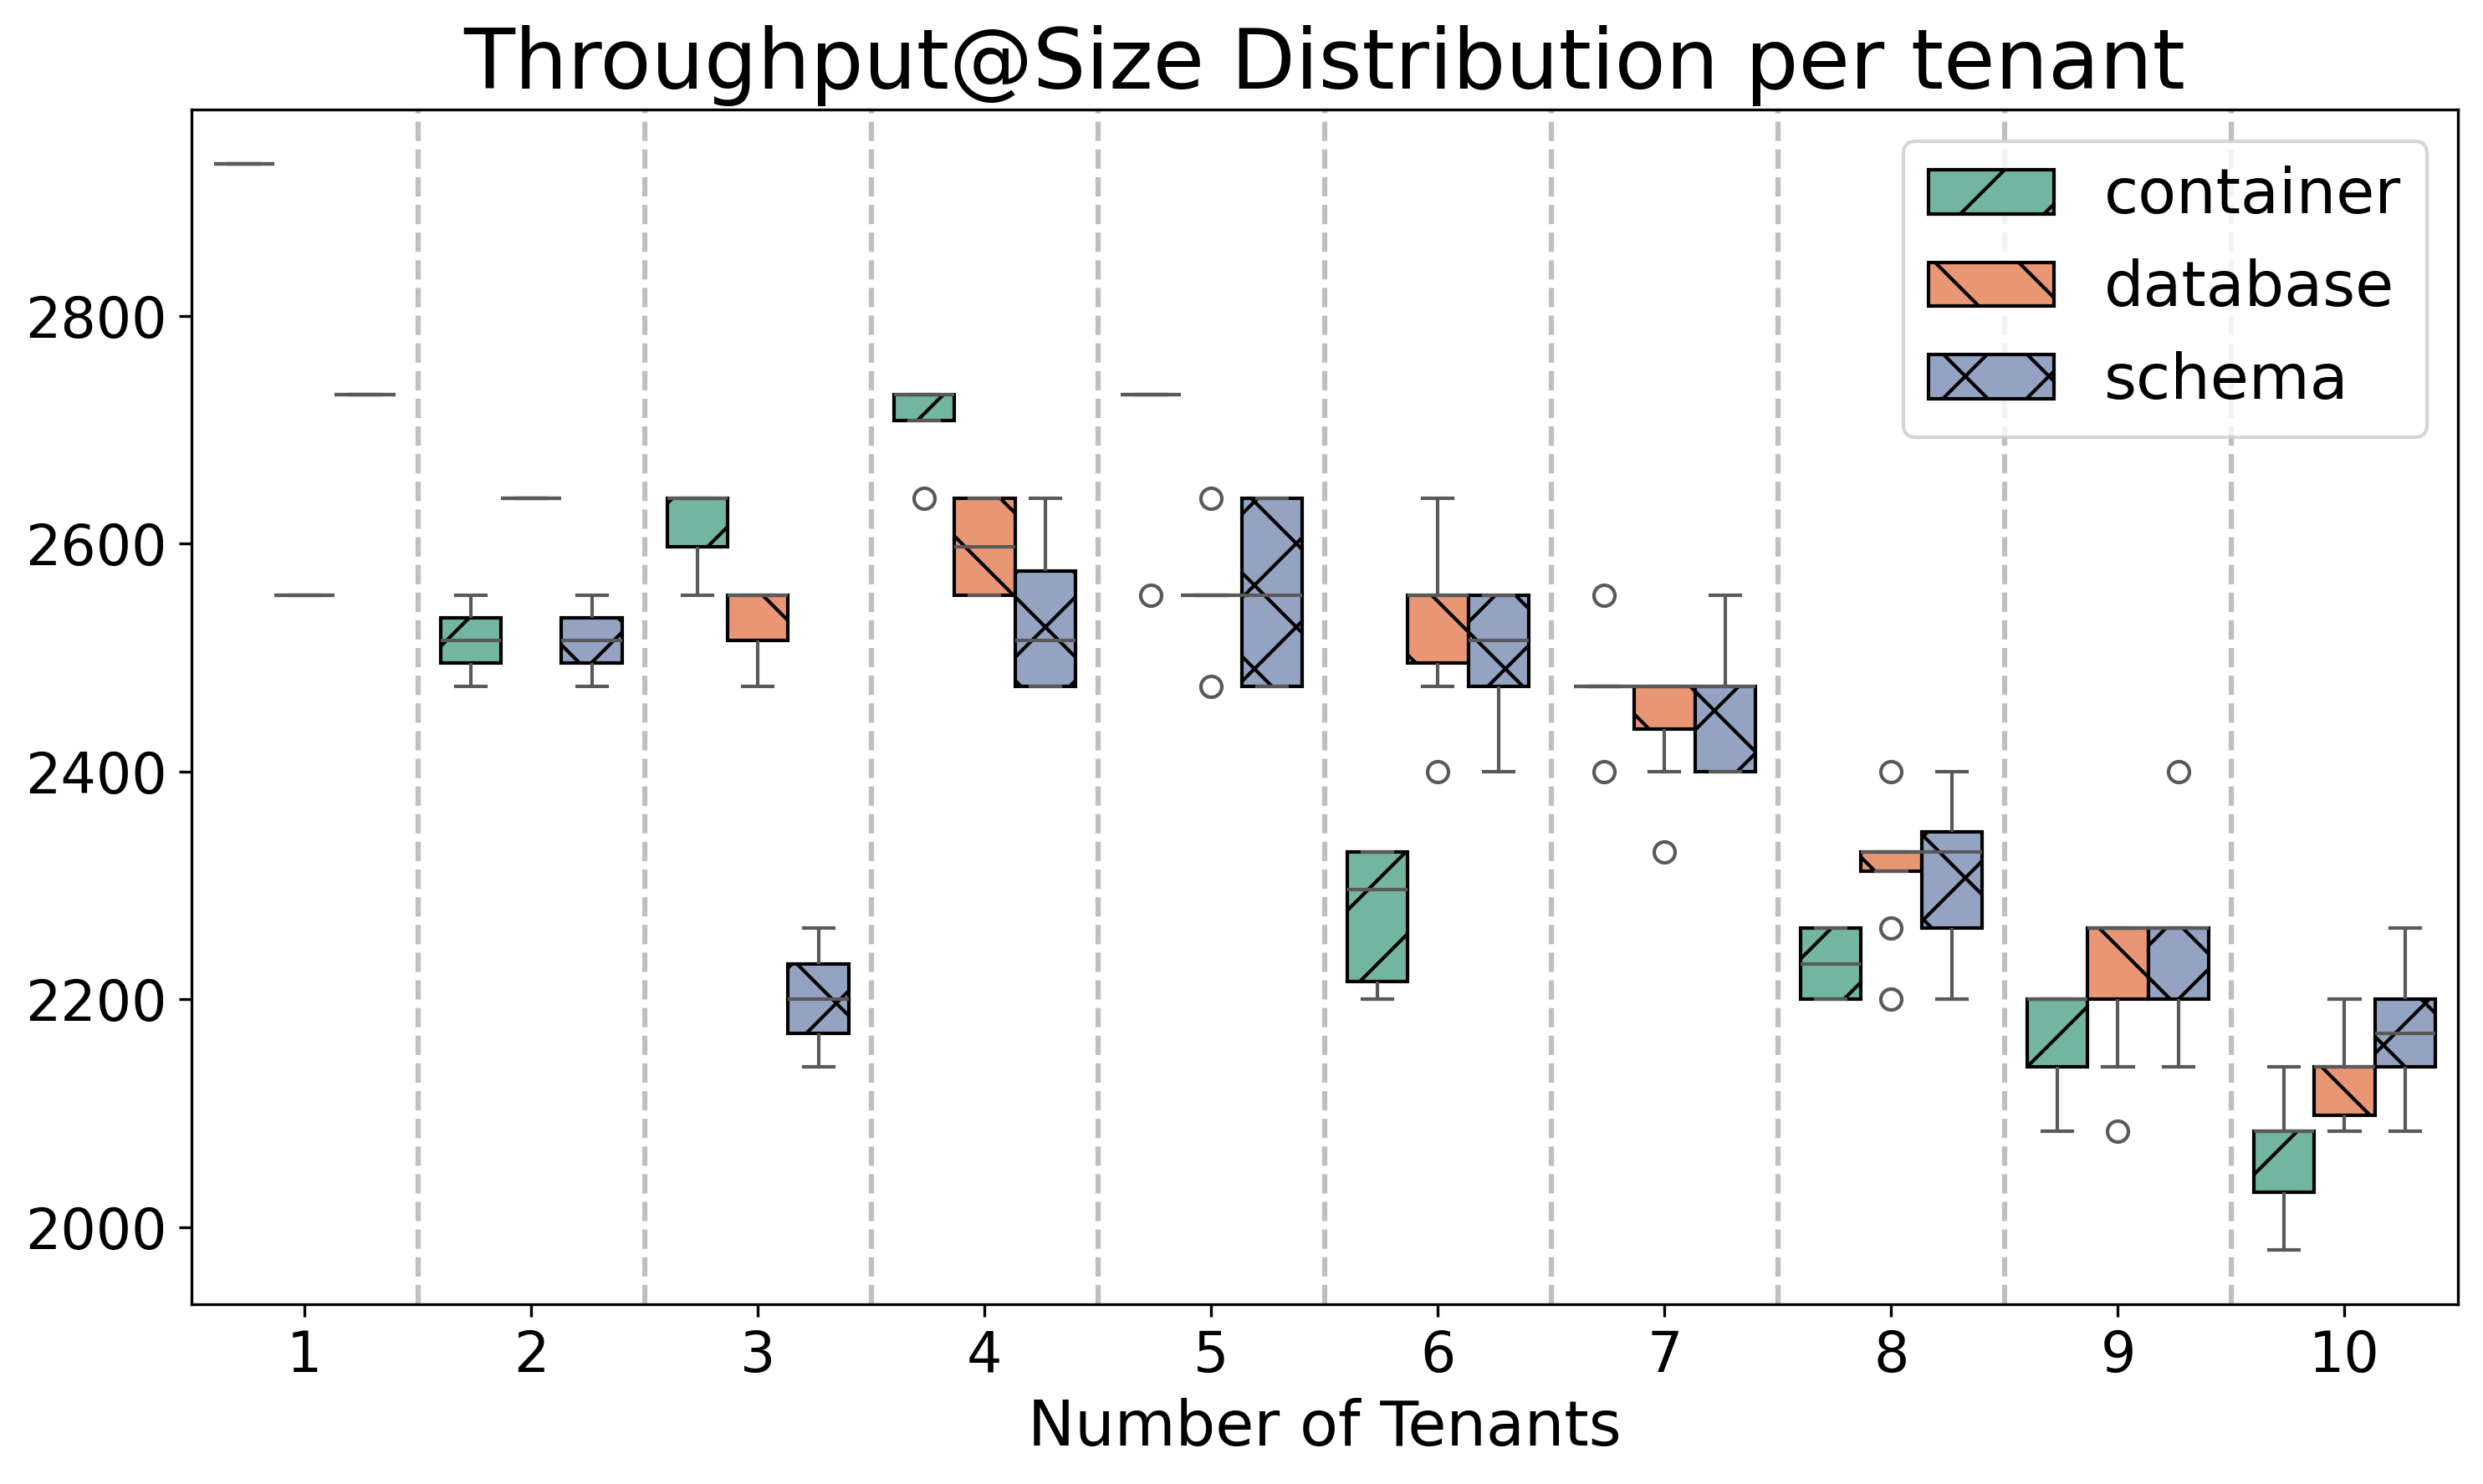 Throughput@Size Distribution per tenant
container
database
schema
2800
2600
2400
2200
2000
1 2 3 4 5 6 7 8 9 10
Number of Tenants